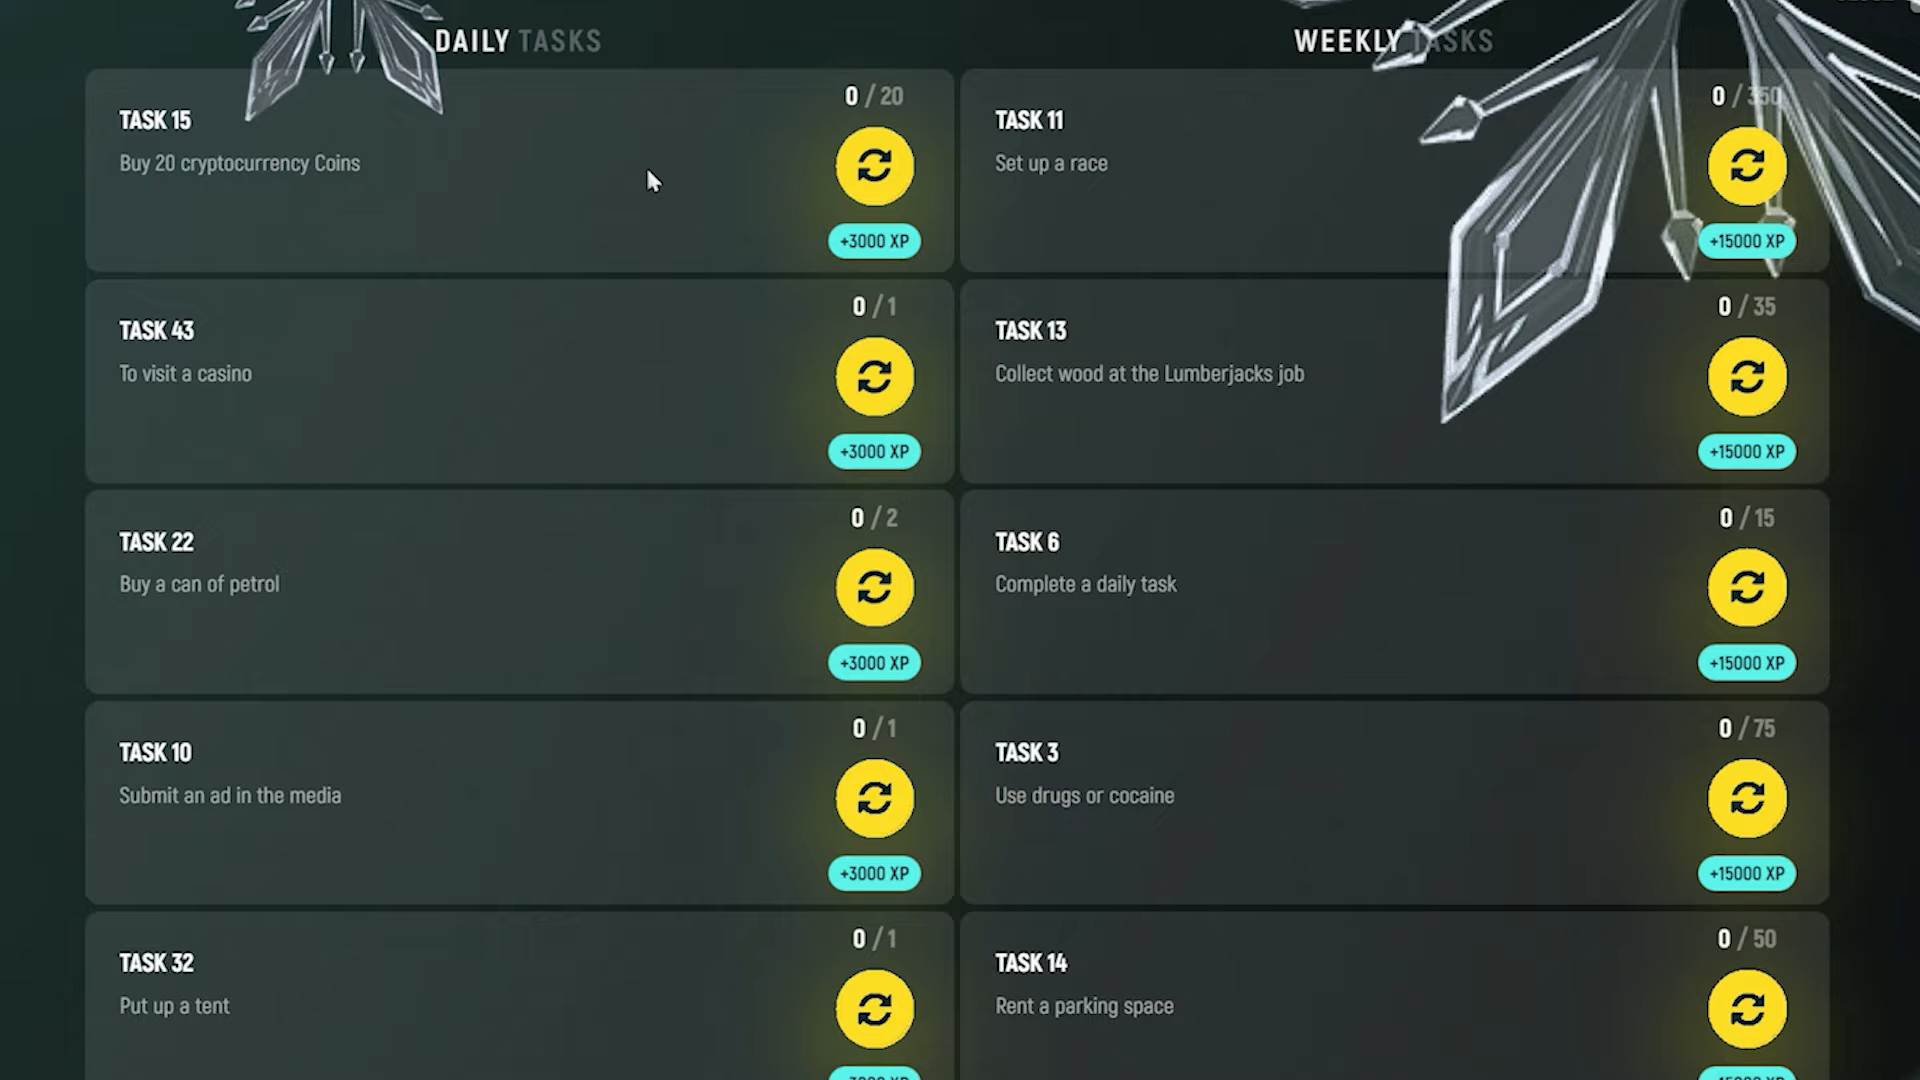 DAILY TASKS
TASK 15
Buy 20 cryptocurrency Coins
0 / 20
+3000 XP
TASK 43
To visit a casino
0 / 1
+3000 XP
TASK 22
Buy a can of petrol
0 / 2
+3000 XP
TASK 10
Submit an ad in the media
0 / 1
+3000 XP
TASK 32
Put up a tent
0 / 1
WEEKLY TASKS
TASK 11
Set up a race
0 / 350
+15000 XP
TASK 13
Collect wood at the Lumberjacks job
0 / 35
+15000 XP
TASK 6
Complete a daily task
0 / 15
+15000 XP
TASK 3
Use drugs or cocaine
0 / 75
+15000 XP
TASK 14
Rent a parking space
0 / 50